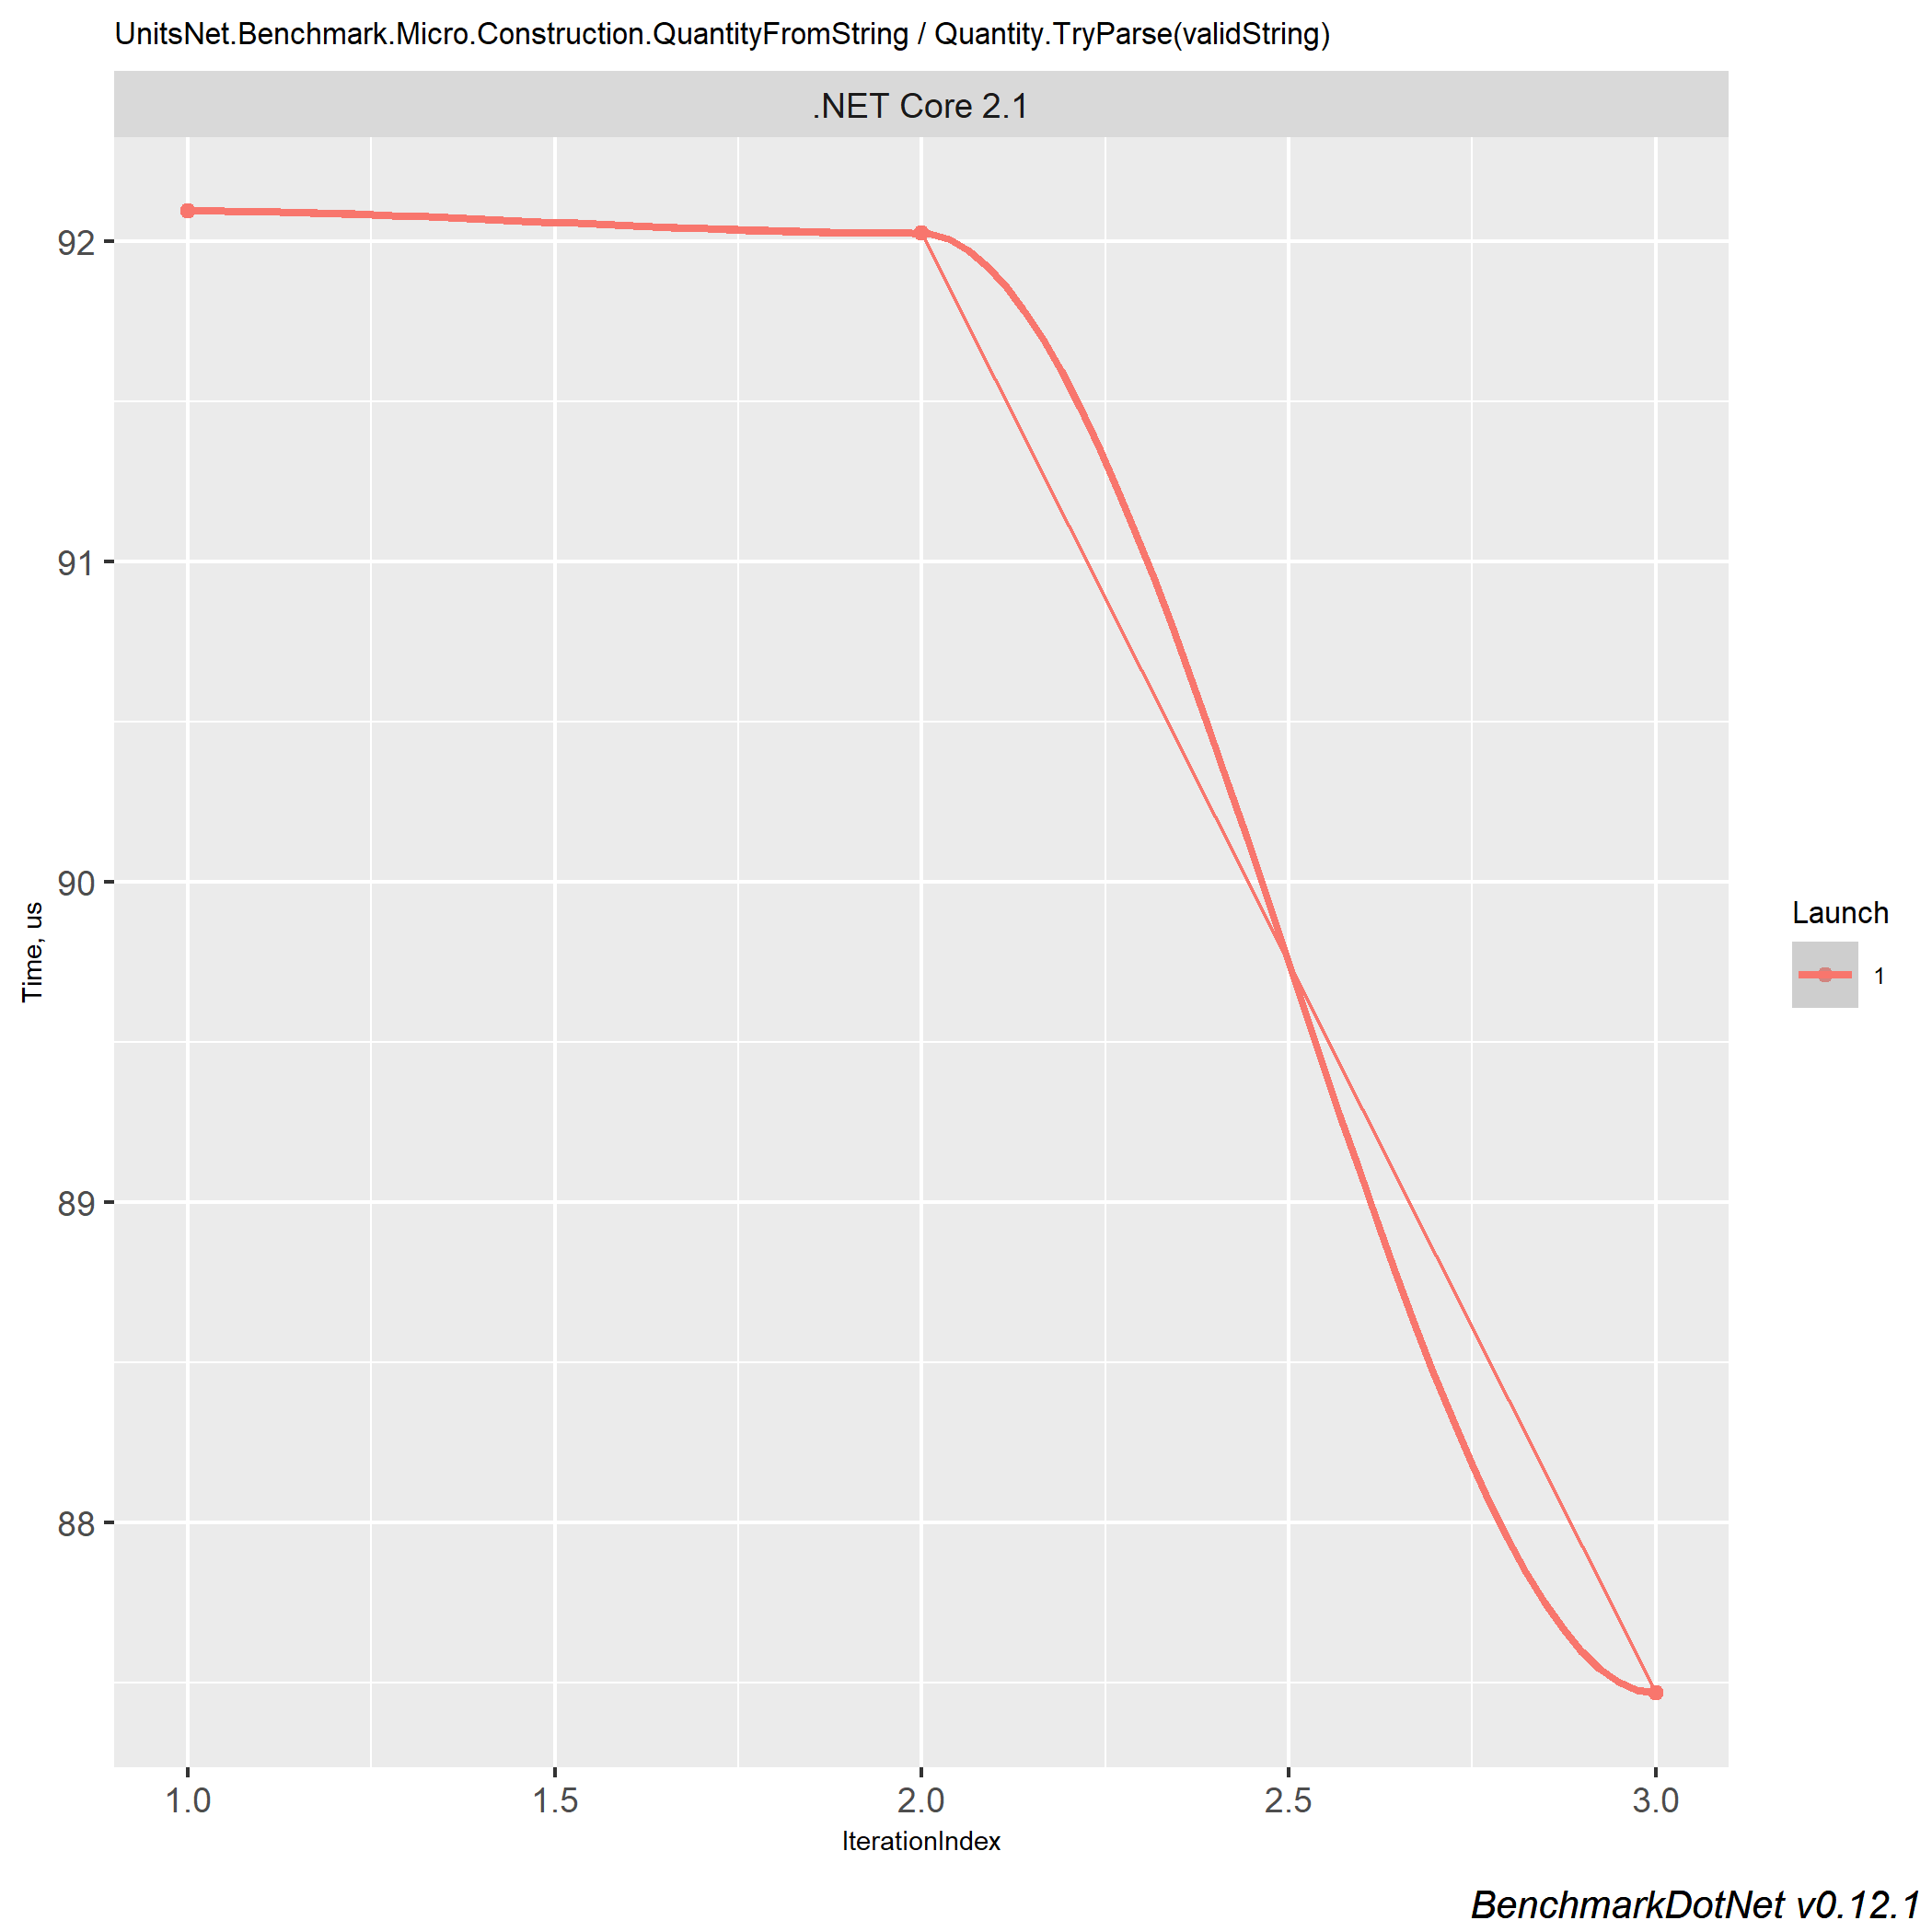 UnitsNet.Benchmark.Micro.Construction.QuantityFromString / Quantity.TryParse(validString)
.NET Core 2.1
92
91
90
89
88
Time, us
1.0 1.5 2.0 2.5 3.0
IterationIndex
Launch
1
BenchmarkDotNet v0.12.1